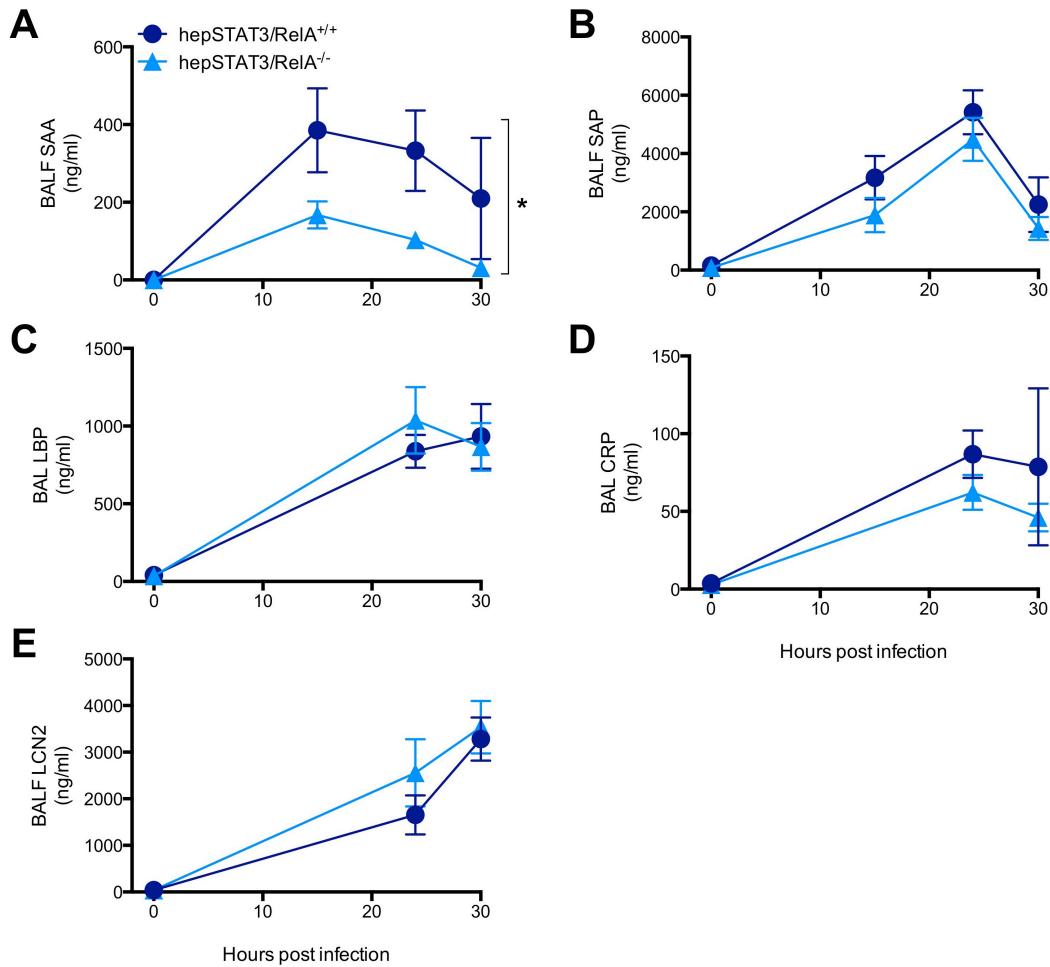 A
hepSTAT3/RelA+/+
hepSTAT3/RelA-/-
600
400
200
0
BALF SAA
(ng/ml)
*
0 10 20 30
B
8000
6000
4000
2000
0
BALF SAP
(ng/ml)
0 10 20 30
C
1500
1000
500
0
BAL LBP
(ng/ml)
0 10 20 30
D
150
100
50
0
BAL CRP
(ng/ml)
0 10 20 30
Hours post infection
E
5000
4000
3000
2000
1000
0
BALF LCN2
(ng/ml)
0 10 20 30
Hours post infection